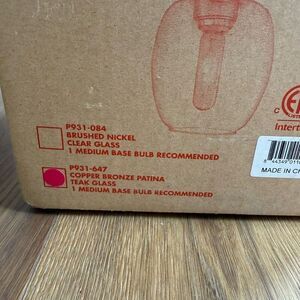 P931-084
BRUSHED NICKEL
CLEAR GLASS
1 MEDIUM BASE BULB RECOMMENDED
P931-647
COPPER BRONZE PATINA
TEAK GLASS
1 MEDIUM BASE BULB RECOMMENDED
C
Intert
MADE IN CH